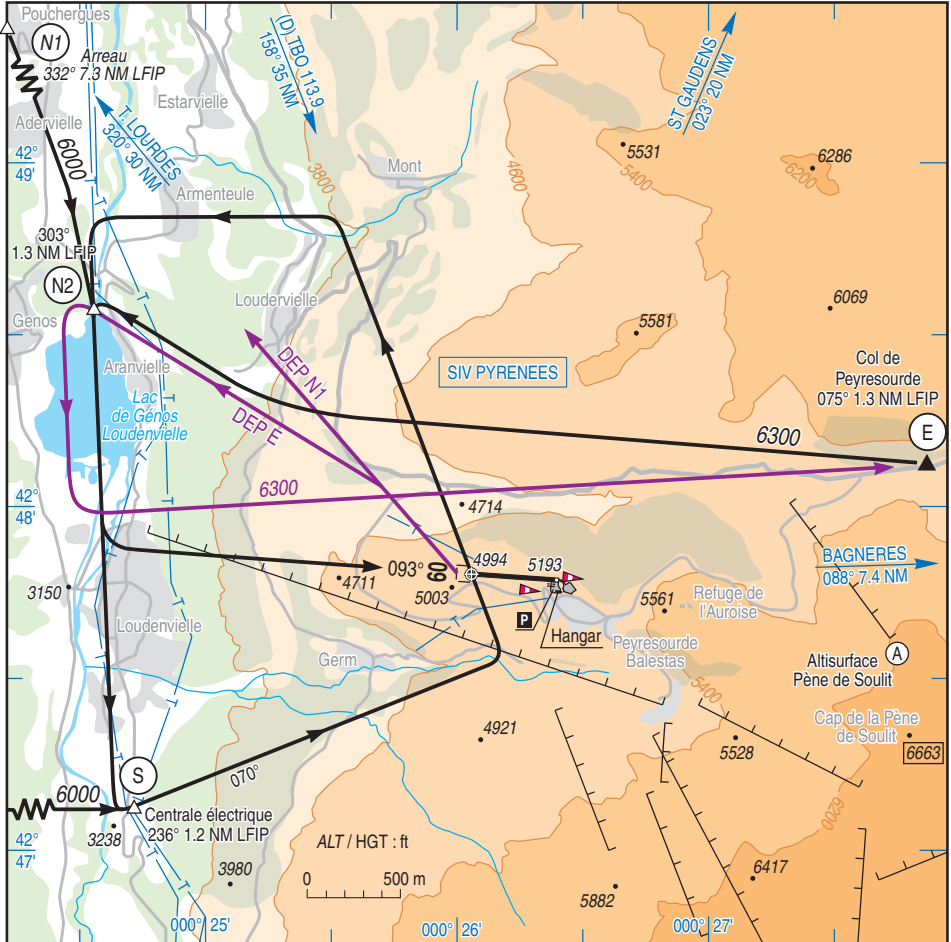 Pouchergues
N1
Arreau
332° 7.3 NM LFIP
Adervielle
6000
T. LOURDES
320° 30 NM
Estarvielle
(D) TBO 113.9
158° 35 NM
ST GAUDENS
023° 20 NM
42°
49'
Armenteule
3800
Mont
4600
5531
5400
6286
6200
303°
1.3 NM LFIP
N2
Génos
Loudervielle
6069
5581
Aranvielle
DEP N1
DEP E
SIV PYRENEES
Col de
Peyresourde
075° 1.3 NM LFIP
E
Lac
de Génos
Loudenvielle
6300
6300
42°
48'
4714
093°
60
4994
5193
4711
5003
BAGNERES
088° 7.4 NM
3150
Loudenvielle
P
Hangar
5561
Refuge de
l'Auroise
Germ
Peyresourde
Balestas
A
Altisurface
Pène de Soulit
5400
4921
5528
Cap de la Pène
de Soulit
6663
S
070°
6000
Centrale électrique
236° 1.2 NM LFIP
3238
42°
47'
3980
ALT / HGT : ft
0 500 m
6200
6417
5882
000° 25'
000° 26'
000° 27'
T
T
T
T
T
T
T
T
T
T
T
T